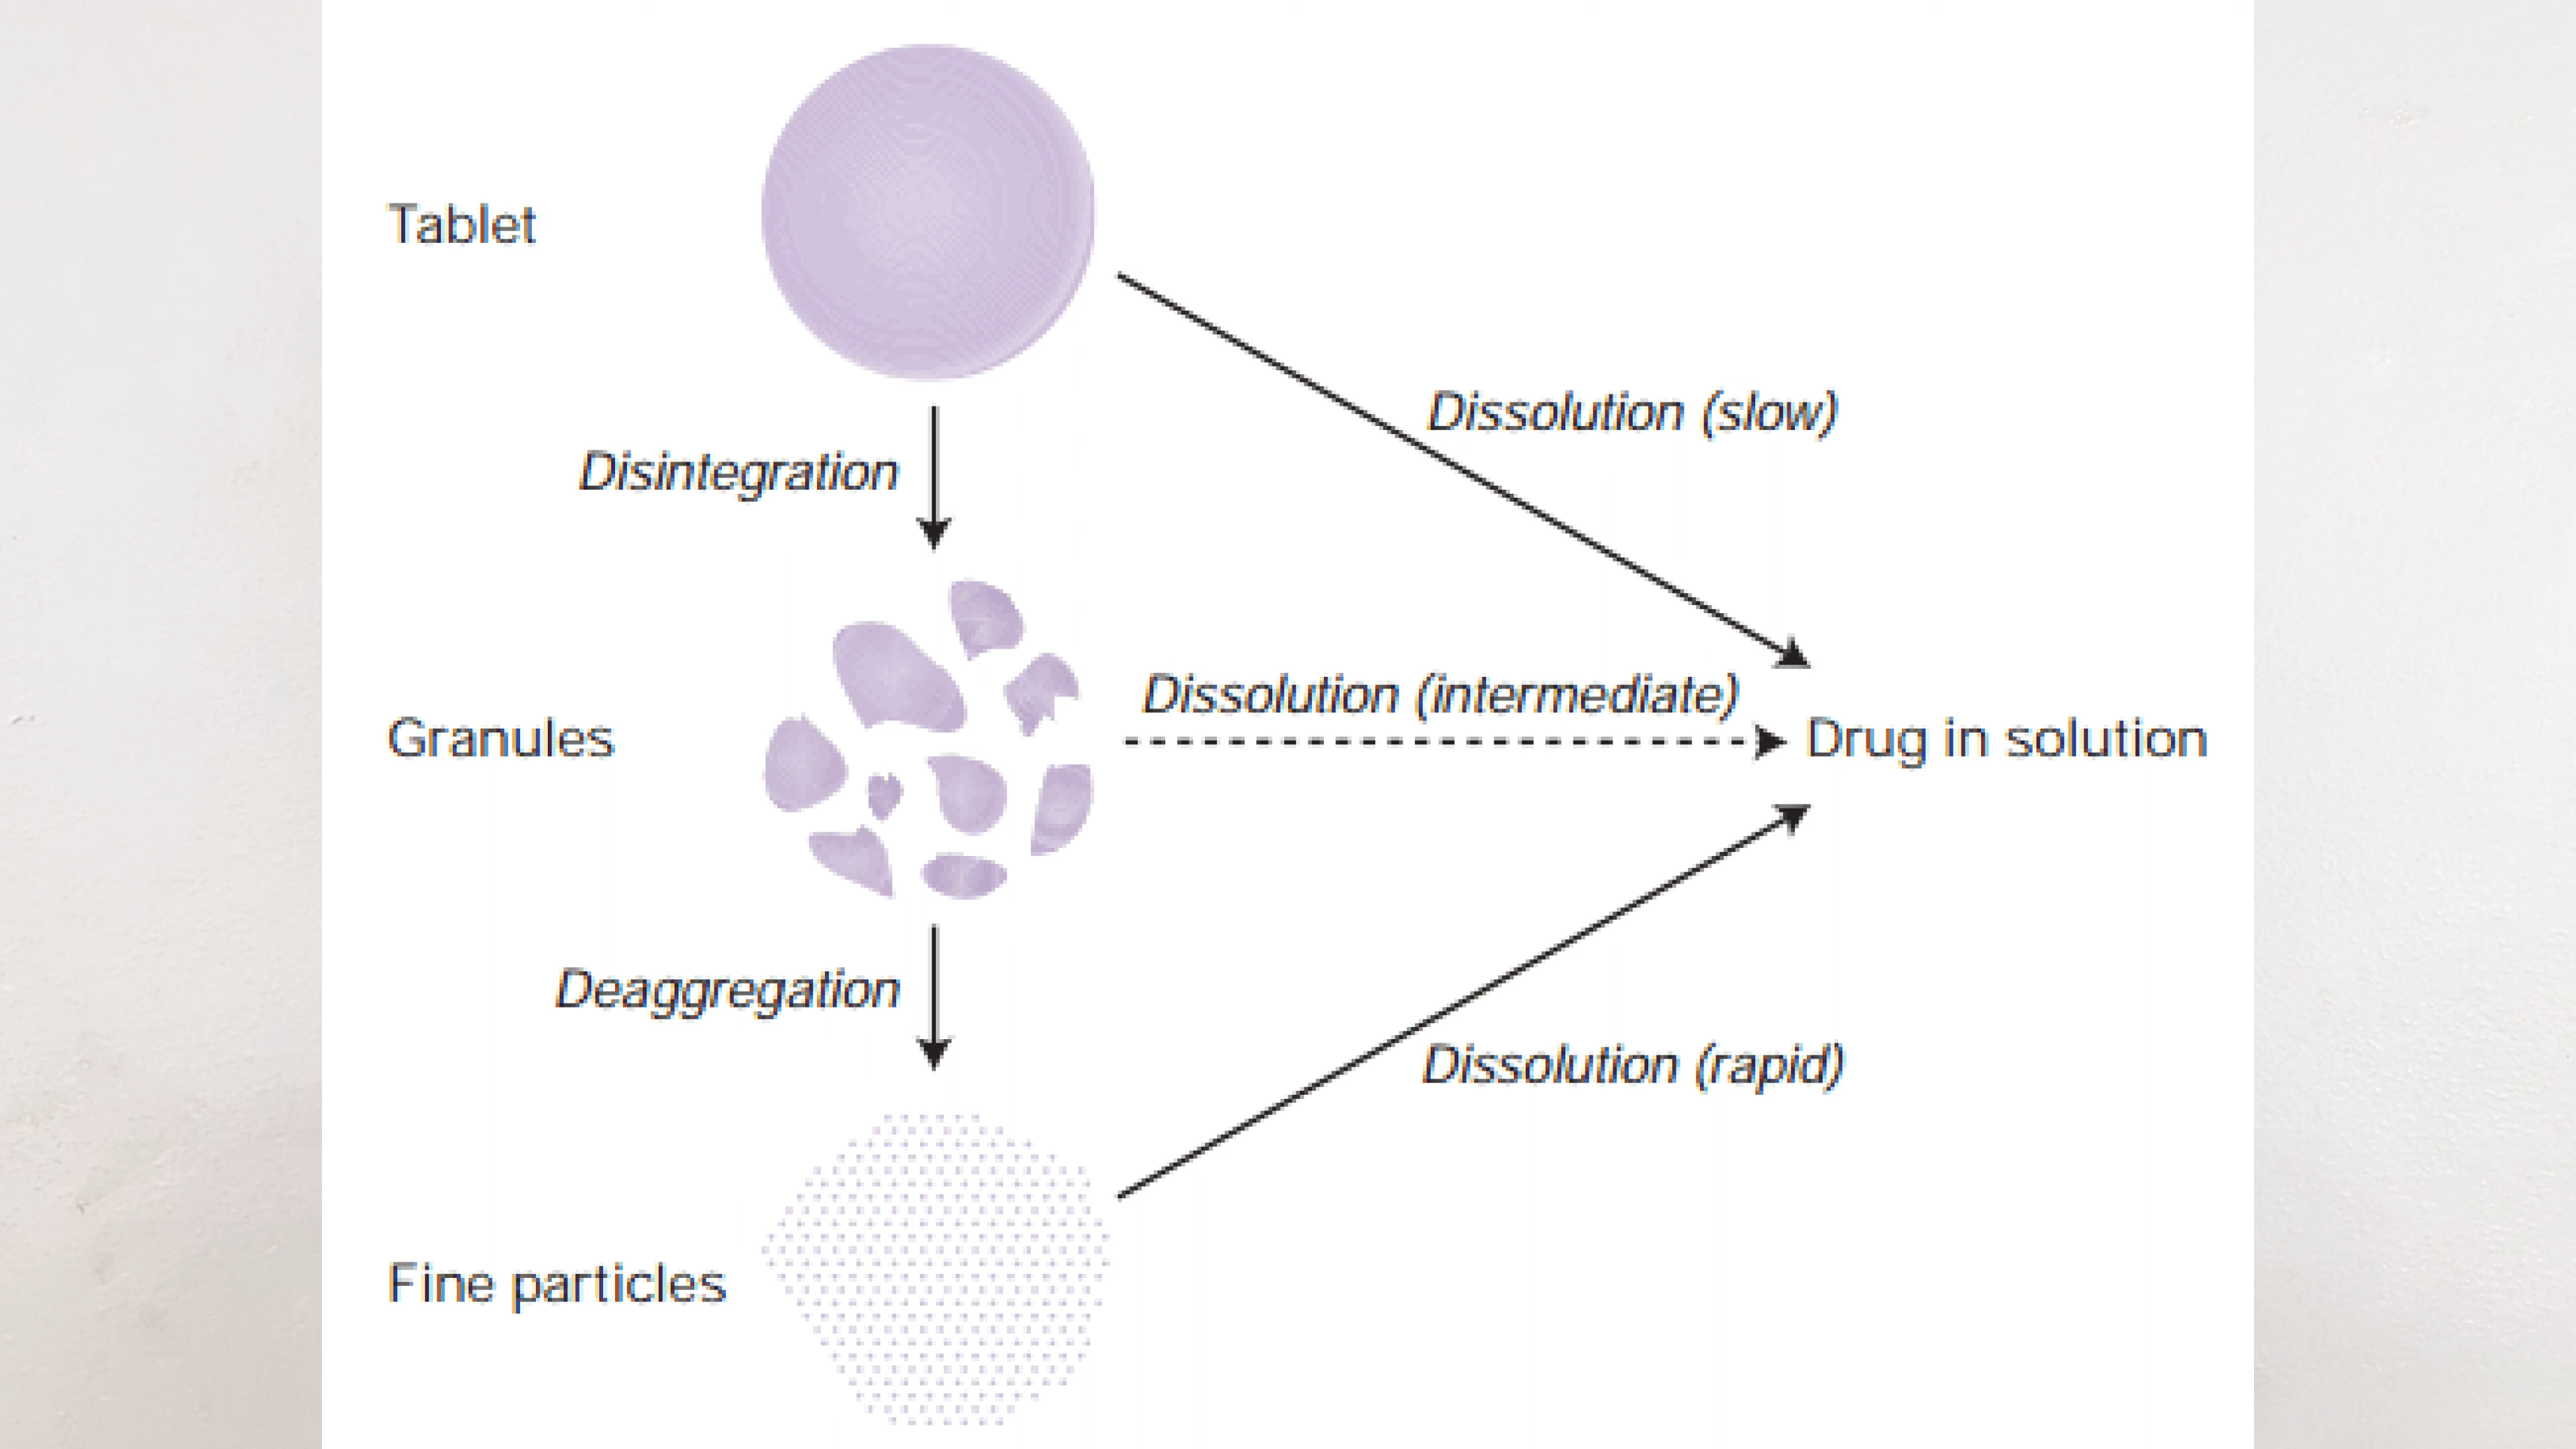 Tablet
Dissolution (slow)
Disintegration
Dissolution (intermediate)
Granules
Drug in solution
Deaggregation
Dissolution (rapid)
Fine particles